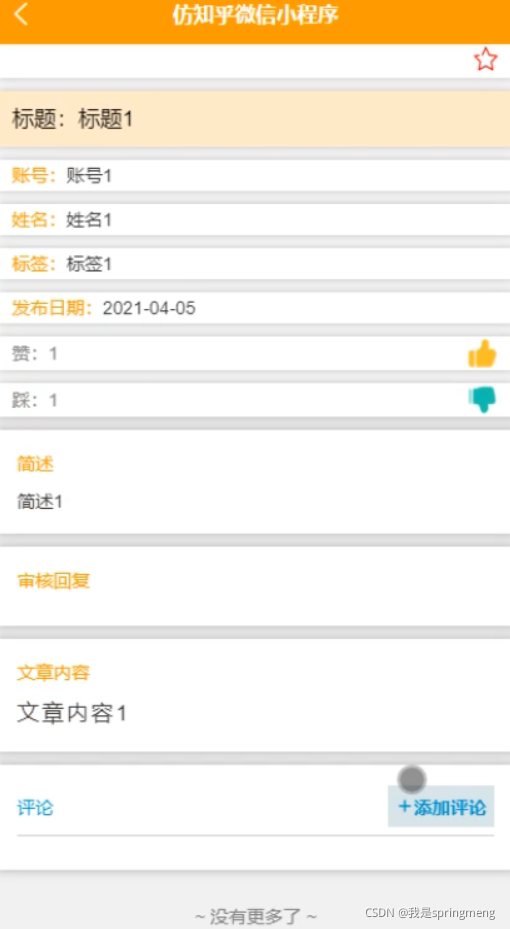 仿知乎微信小程序
标题：标题1
账号：账号1
姓名：姓名1
标签：标签1
发布日期：2021-04-05
赞：1
踩：1
简述
简述1
审核回复
文章内容
文章内容1
评论
+添加评论
~ 没有更多了 ~
CSDN @我是springmeng